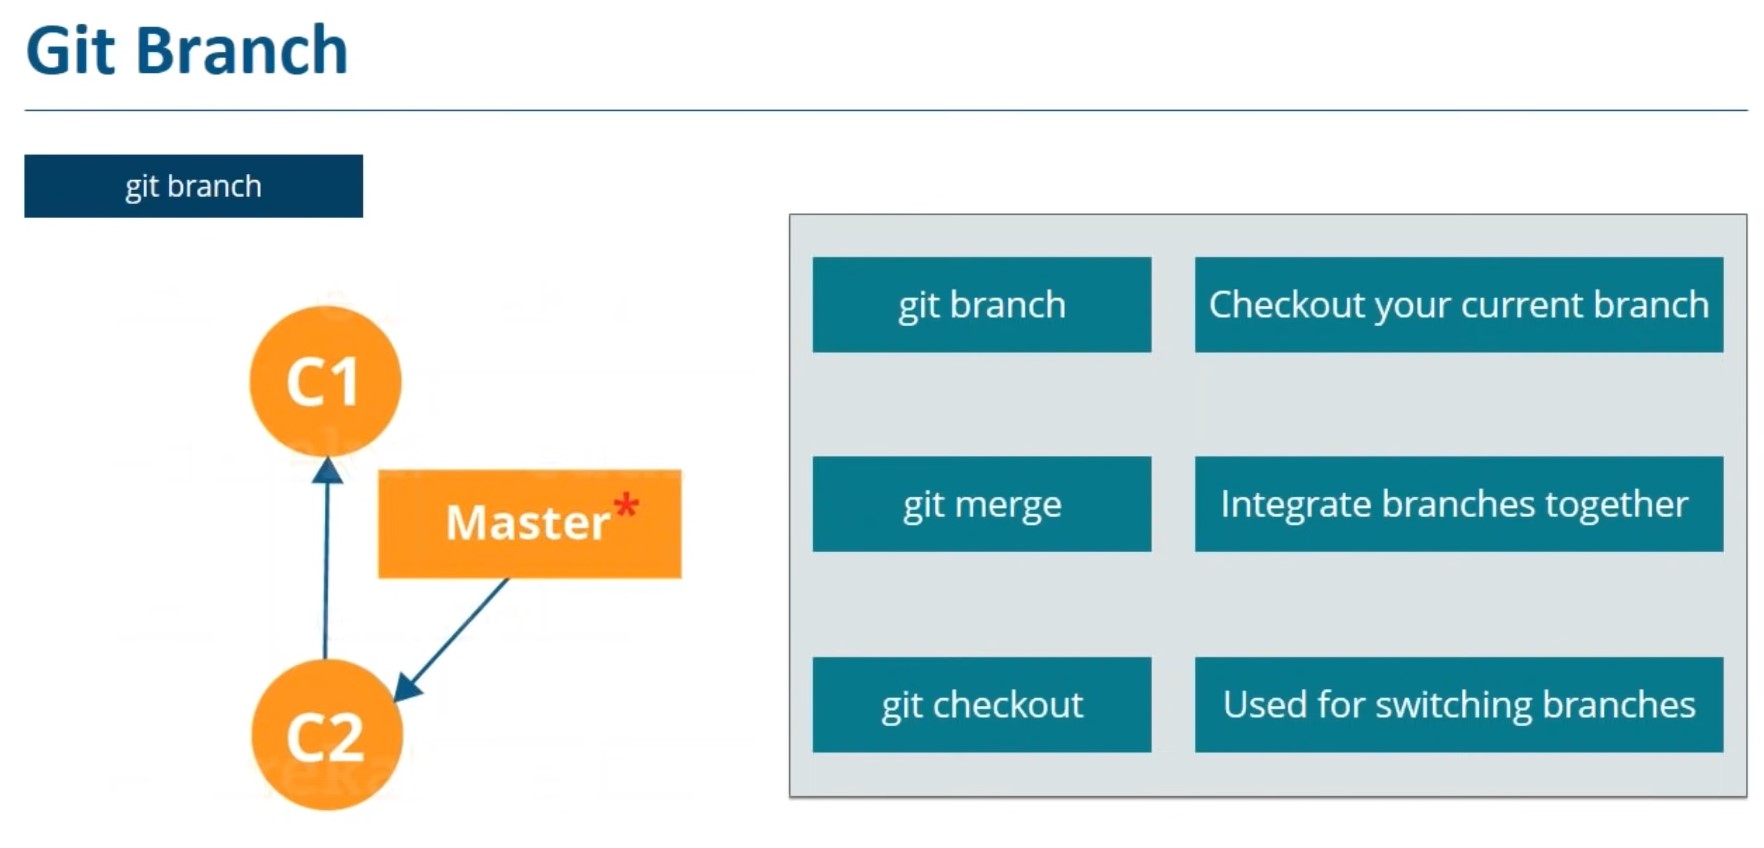 Git Branch
git branch
C1
Master*
C2
git branch
Checkout your current branch
git merge
Integrate branches together
git checkout
Used for switching branches